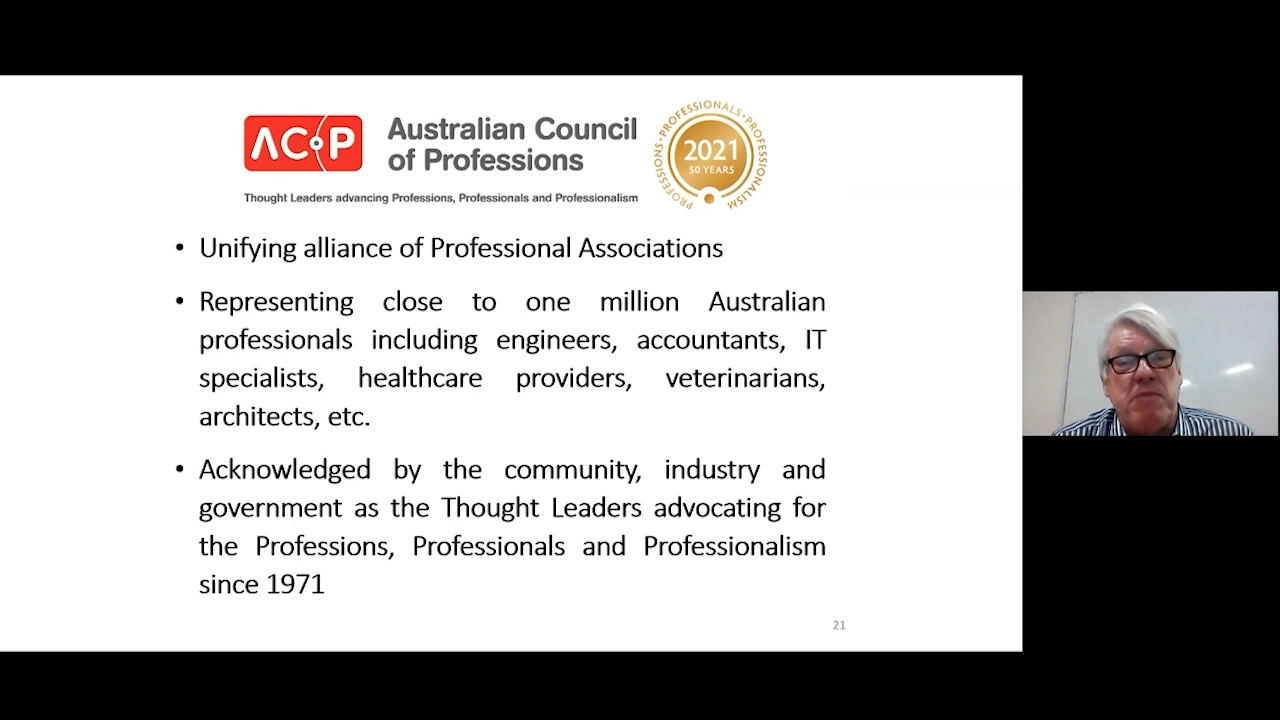 ACoP
Australian Council
of Professions
Thought Leaders advancing Professions, Professionals and Professionalism
PROFESSIONS • PROFESSIONALS • PROFESSIONALISM
2021
50 YEARS
• Unifying alliance of Professional Associations
• Representing close to one million Australian
professionals including engineers, accountants, IT
specialists, healthcare providers, veterinarians,
architects, etc.
• Acknowledged by the community, industry and
government as the Thought Leaders advocating for
the Professions, Professionals and Professionalism
since 1971
21